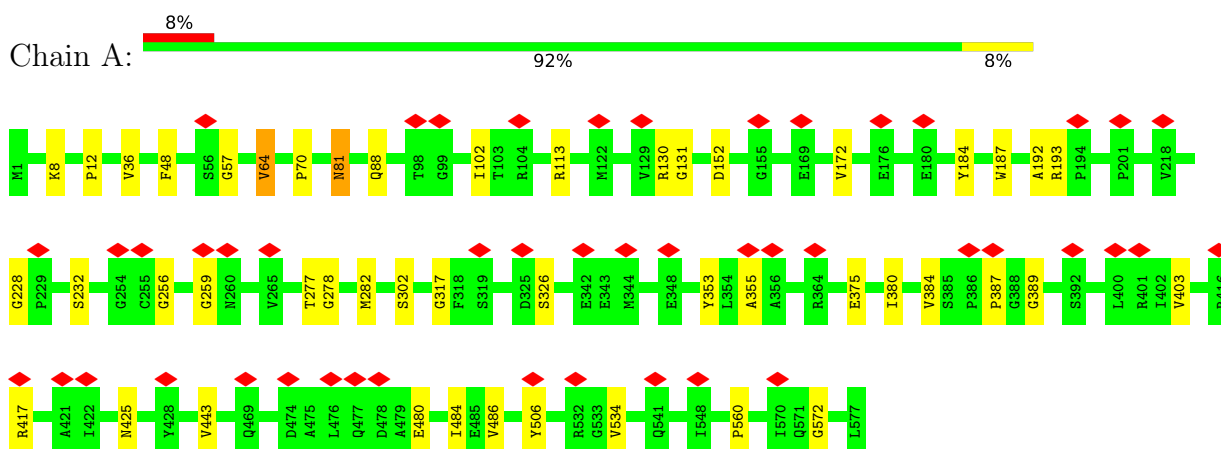 8%
Chain A:
92% 8%
M1 K8 P12 V36 F48 S56 G57 V64 P70 N81 Q88 T98 G99 I102 T103 R104 R113 M122 V129 R130 G131 D152 G155 E169 V172 E176 E180 Y184 W187 A192 R193 P194 P201 V218
G228 P229 S232 G254 C255 G256 G259 N260 V265 T277 G278 M282 S302 G317 F318 S319 D325 S326 E342 E343 M344 E348 Y353 L354 A355 A356 R364 E375 I380 V384 S385 P386 P387 G388 G389 S392 L400 R401 I402 V403
R417 A421 I422 N425 Y428 V443 Q469 D474 A475 L476 Q477 D478 A479 E480 I484 E485 V486 Y506 R532 G533 V534 Q541 I548 P560 I570 Q571 G572 L577